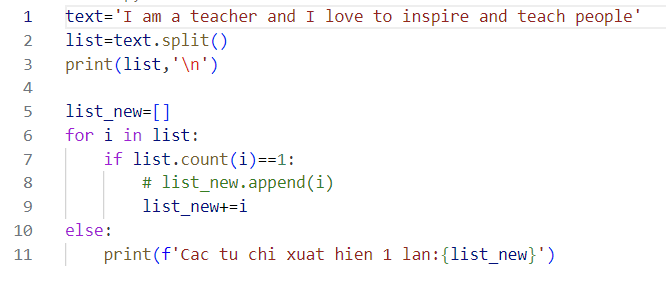 1 text='I am a teacher and I love to inspire and teach people'
2 list=text.split()
3 print(list,'\n')
4
5 list_new=[]
6 for i in list:
7     if list.count(i)==1:
8         # list_new.append(i)
9         list_new+=i
10 else:
11     print(f'Cac tu chi xuat hien 1 lan:{list_new}')